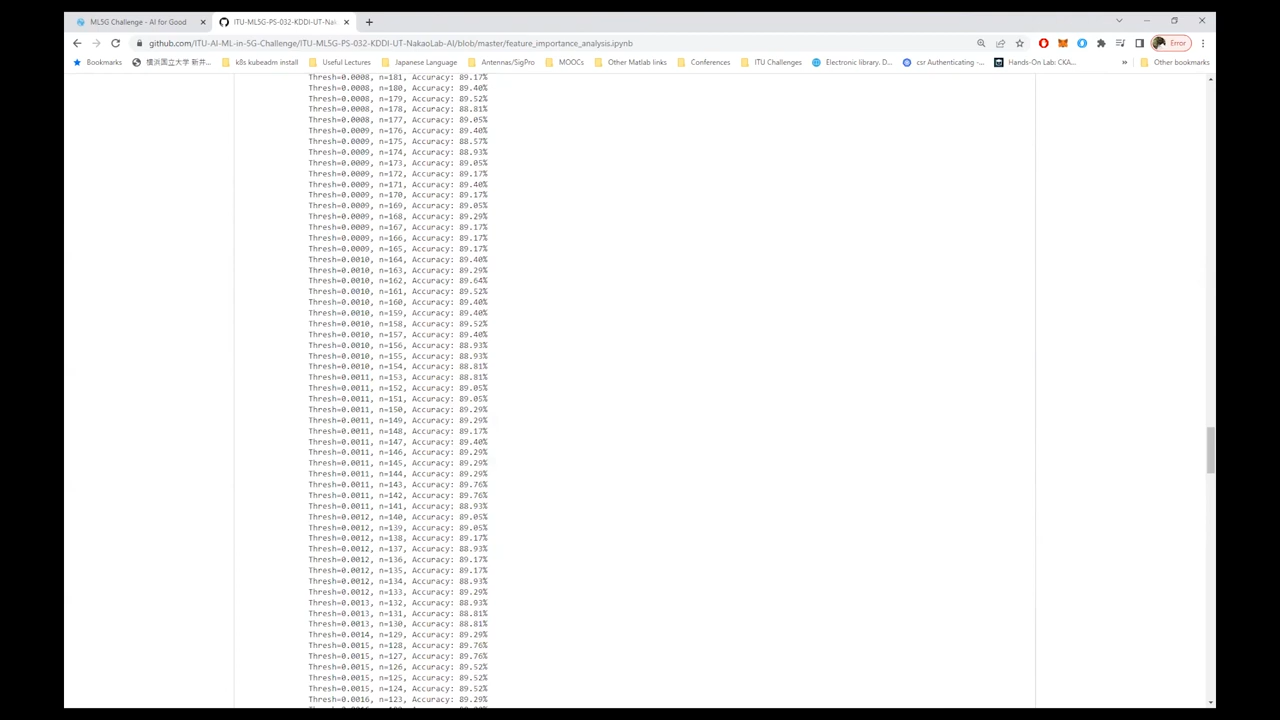 ML5G Challenge - AI for Good
ITU-ML5G-PS-032-KDDI-UT-Nak
github.com/ITU-AI-ML-in-5G-Challenge/ITU-ML5G-PS-032-KDDI-UT-NakaoLab-AI/blob/master/feature_importance_analysis.ipynb
Error
Bookmarks
横浜国立大学 新井...
k8s kubeadm install
Useful Lectures
Japanese Language
Antennas/SigPro
MOOCs
Other Matlab links
Conferences
ITU Challenges
Electronic library. D...
csr Authenticating -...
Hands-On Lab: CKA...
»
Other bookmarks
Thresh=0.0008, n=181, Accuracy: 89.17%
Thresh=0.0008, n=180, Accuracy: 89.40%
Thresh=0.0008, n=179, Accuracy: 89.52%
Thresh=0.0008, n=178, Accuracy: 88.81%
Thresh=0.0008, n=177, Accuracy: 89.05%
Thresh=0.0009, n=176, Accuracy: 89.40%
Thresh=0.0009, n=175, Accuracy: 88.57%
Thresh=0.0009, n=174, Accuracy: 88.93%
Thresh=0.0009, n=173, Accuracy: 89.05%
Thresh=0.0009, n=172, Accuracy: 89.17%
Thresh=0.0009, n=171, Accuracy: 89.40%
Thresh=0.0009, n=170, Accuracy: 89.17%
Thresh=0.0009, n=169, Accuracy: 89.05%
Thresh=0.0009, n=168, Accuracy: 89.29%
Thresh=0.0009, n=167, Accuracy: 89.17%
Thresh=0.0009, n=166, Accuracy: 89.17%
Thresh=0.0009, n=165, Accuracy: 89.17%
Thresh=0.0010, n=164, Accuracy: 89.40%
Thresh=0.0010, n=163, Accuracy: 89.29%
Thresh=0.0010, n=162, Accuracy: 89.64%
Thresh=0.0010, n=161, Accuracy: 89.52%
Thresh=0.0010, n=160, Accuracy: 89.40%
Thresh=0.0010, n=159, Accuracy: 89.40%
Thresh=0.0010, n=158, Accuracy: 89.52%
Thresh=0.0010, n=157, Accuracy: 89.40%
Thresh=0.0010, n=156, Accuracy: 88.93%
Thresh=0.0010, n=155, Accuracy: 88.93%
Thresh=0.0010, n=154, Accuracy: 88.81%
Thresh=0.0011, n=153, Accuracy: 88.81%
Thresh=0.0011, n=152, Accuracy: 89.05%
Thresh=0.0011, n=151, Accuracy: 89.05%
Thresh=0.0011, n=150, Accuracy: 89.29%
Thresh=0.0011, n=149, Accuracy: 89.29%
Thresh=0.0011, n=148, Accuracy: 89.17%
Thresh=0.0011, n=147, Accuracy: 89.40%
Thresh=0.0011, n=146, Accuracy: 89.29%
Thresh=0.0011, n=145, Accuracy: 89.29%
Thresh=0.0011, n=144, Accuracy: 89.29%
Thresh=0.0011, n=143, Accuracy: 89.76%
Thresh=0.0011, n=142, Accuracy: 89.76%
Thresh=0.0011, n=141, Accuracy: 88.93%
Thresh=0.0012, n=140, Accuracy: 89.05%
Thresh=0.0012, n=139, Accuracy: 89.05%
Thresh=0.0012, n=138, Accuracy: 89.17%
Thresh=0.0012, n=137, Accuracy: 88.93%
Thresh=0.0012, n=136, Accuracy: 89.17%
Thresh=0.0012, n=135, Accuracy: 89.17%
Thresh=0.0012, n=134, Accuracy: 88.93%
Thresh=0.0012, n=133, Accuracy: 89.29%
Thresh=0.0013, n=132, Accuracy: 88.93%
Thresh=0.0013, n=131, Accuracy: 88.81%
Thresh=0.0013, n=130, Accuracy: 88.81%
Thresh=0.0014, n=129, Accuracy: 89.29%
Thresh=0.0015, n=128, Accuracy: 89.76%
Thresh=0.0015, n=127, Accuracy: 89.76%
Thresh=0.0015, n=126, Accuracy: 89.52%
Thresh=0.0015, n=125, Accuracy: 89.52%
Thresh=0.0015, n=124, Accuracy: 89.52%
Thresh=0.0016, n=123, Accuracy: 89.29%